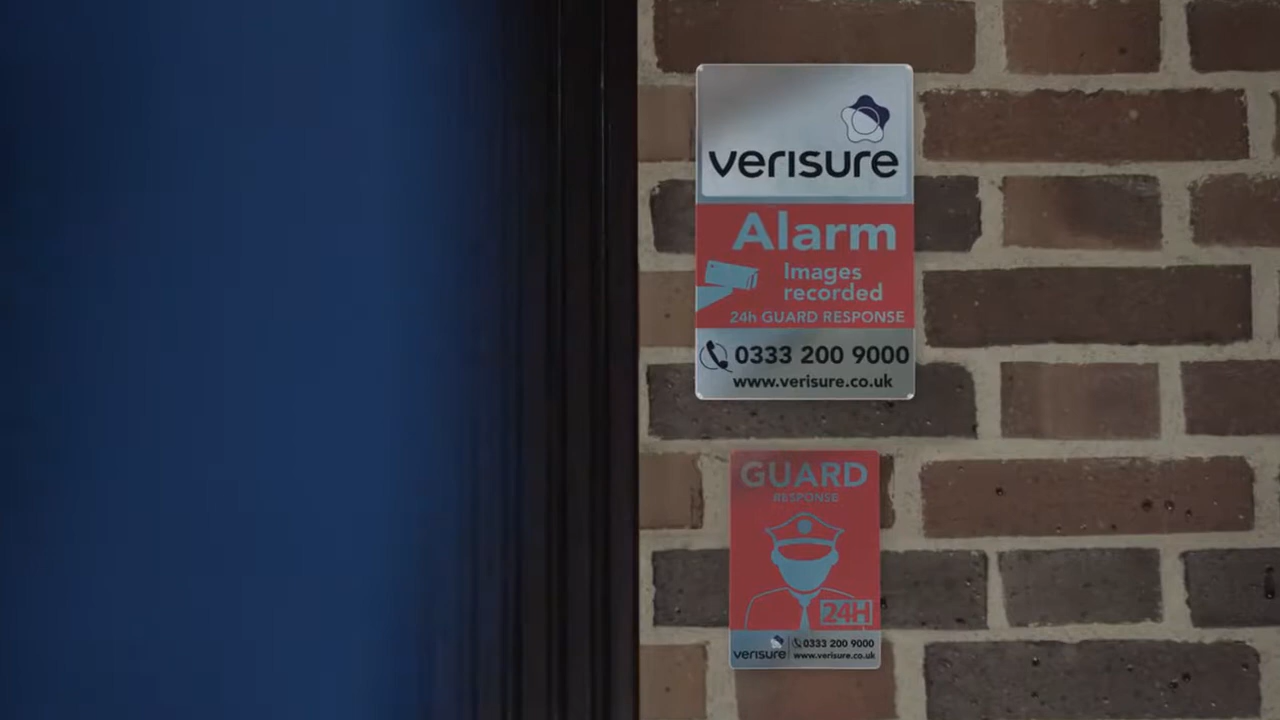 verisure
Alarm
Images
recorded
24h GUARD RESPONSE
0333 200 9000
www.verisure.co.uk
GUARD
RESPONSE
24H
verisure
0333 200 9000
www.verisure.co.uk